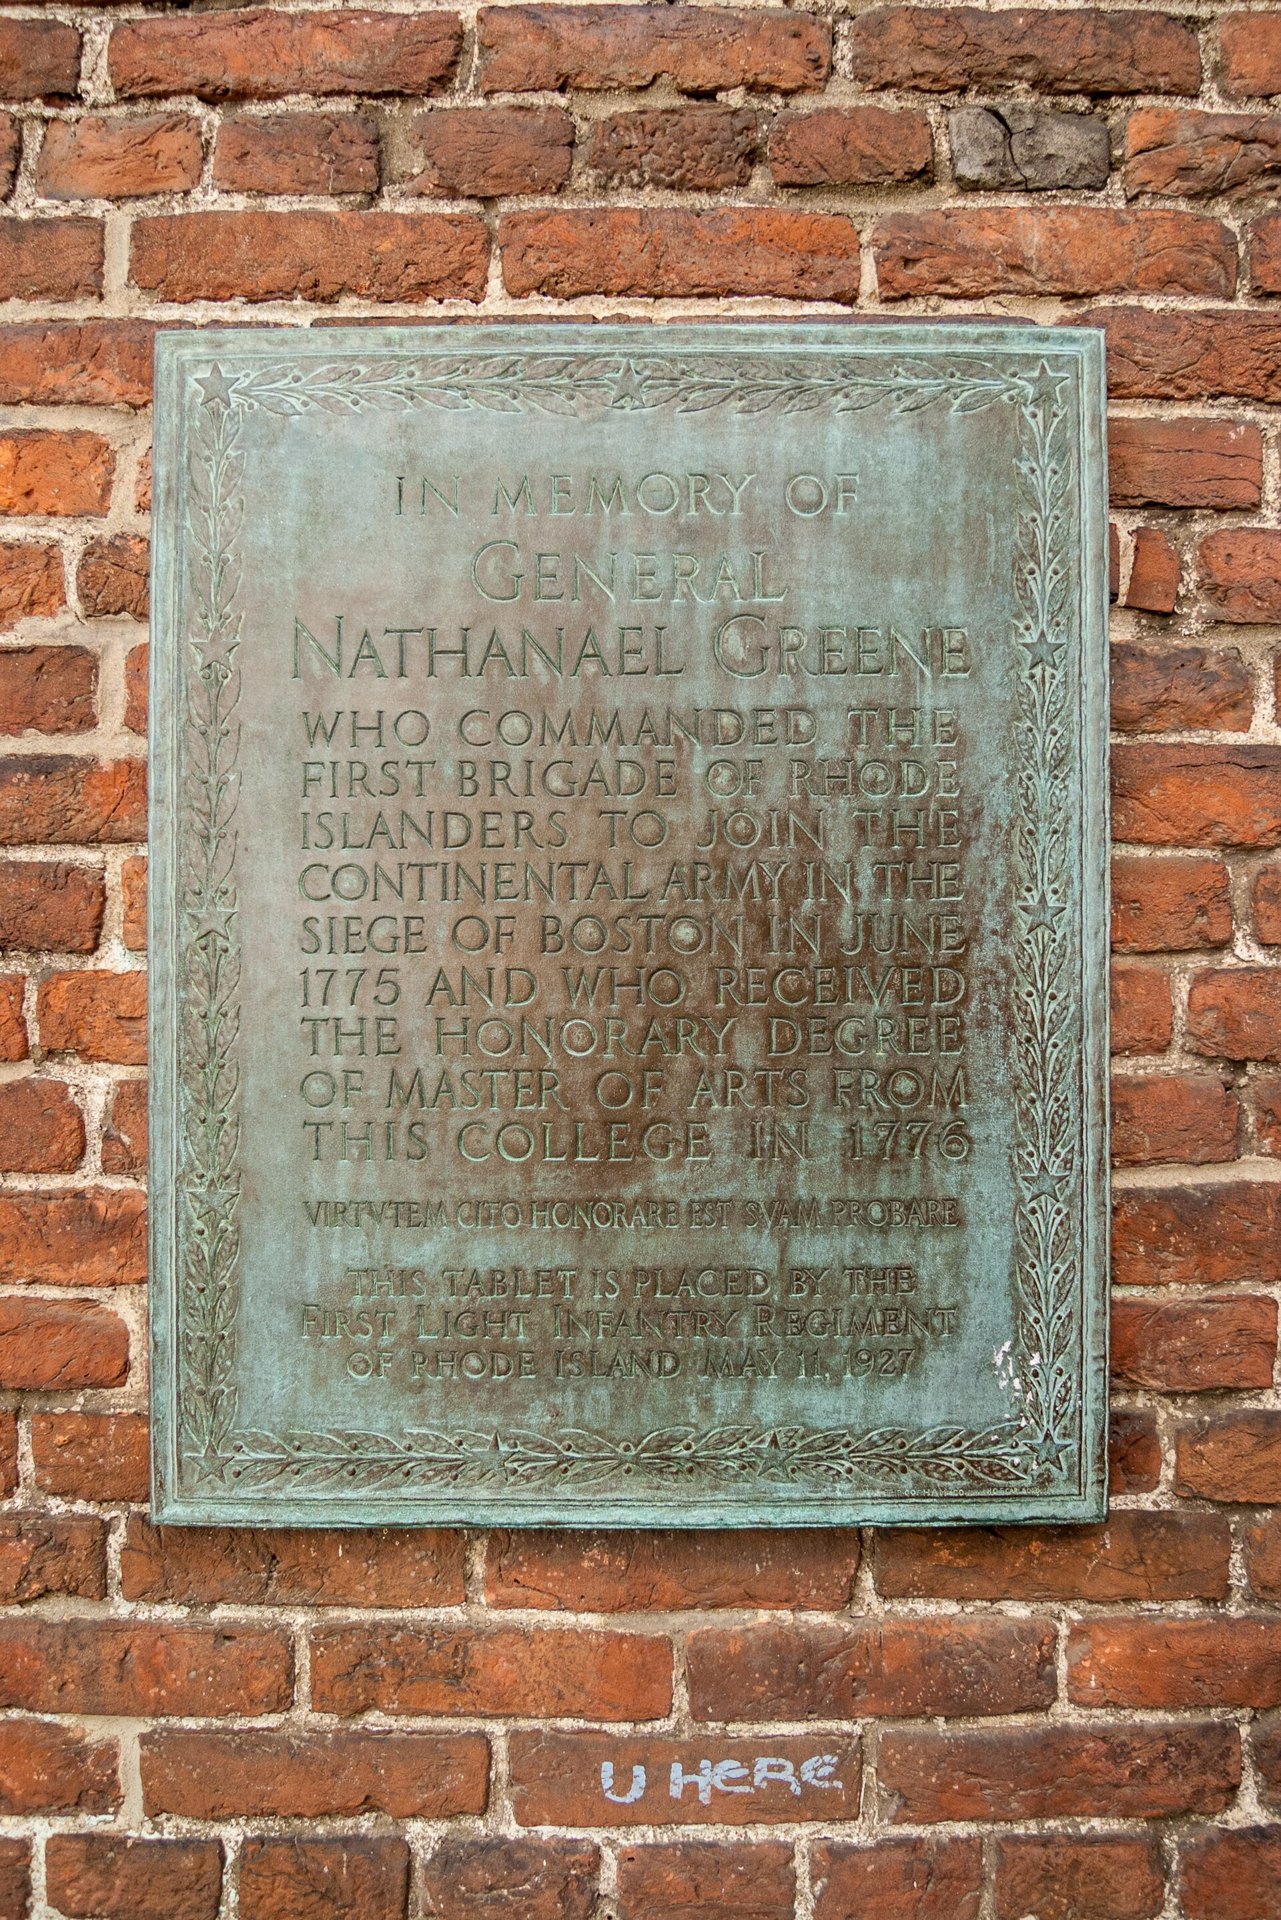 IN MEMORY OF
GENERAL
NATHANAEL GREENE
WHO COMMANDED THE
FIRST BRIGADE OF RHODE
ISLANDERS TO JOIN THE
CONTINENTAL ARMY IN THE
SIEGE OF BOSTON IN JUNE
1775 AND WHO RECEIVED
THE HONORARY DEGREE
OF MASTER OF ARTS FROM
THIS COLLEGE IN 1776
VIRTVTEM CITO HONORARE EST SVAM PROBARE
THIS TABLET IS PLACED BY THE
FIRST LIGHT INFANTRY REGIMENT
OF RHODE ISLAND MAY 11, 1927
U HERE